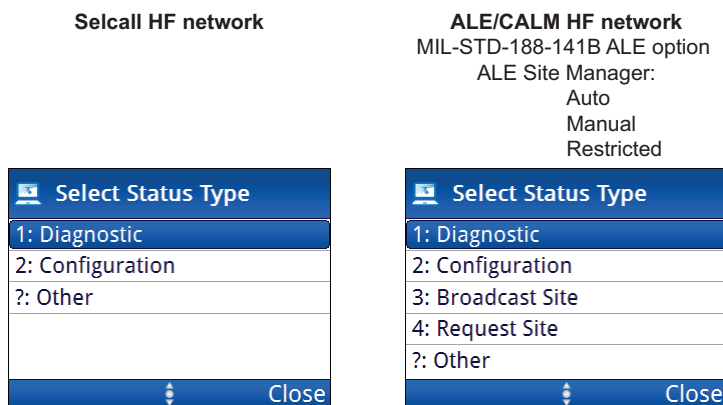 Selcall HF network
Select Status Type
1: Diagnostic
2: Configuration
?: Other
Close
ALE/CALM HF network
MIL-STD-188-141B ALE option
ALE Site Manager:
Auto
Manual
Restricted
Select Status Type
1: Diagnostic
2: Configuration
3: Broadcast Site
4: Request Site
?: Other
Close